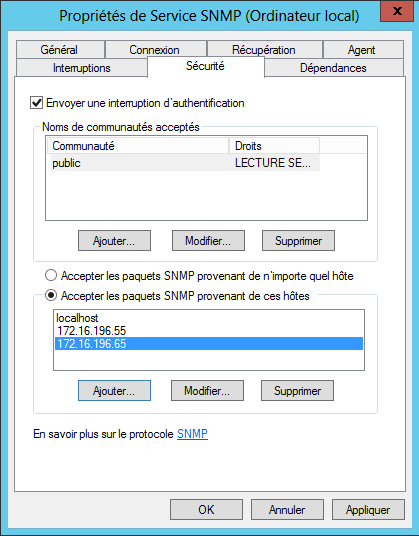 Propriétés de Service SNMP (Ordinateur local)
x
Général Connexion Récupération Agent
Interruptions Sécurité Dépendances
Envoyer une interruption d'authentification
Noms de communautés acceptés
Communauté Droits
public LECTURE SE...
Ajouter... Modifier... Supprimer
Accepter les paquets SNMP provenant de n'importe quel hôte
Accepter les paquets SNMP provenant de ces hôtes
localhost
172.16.196.55
172.16.196.65
Ajouter... Modifier... Supprimer
En savoir plus sur le protocole SNMP
OK Annuler Appliquer